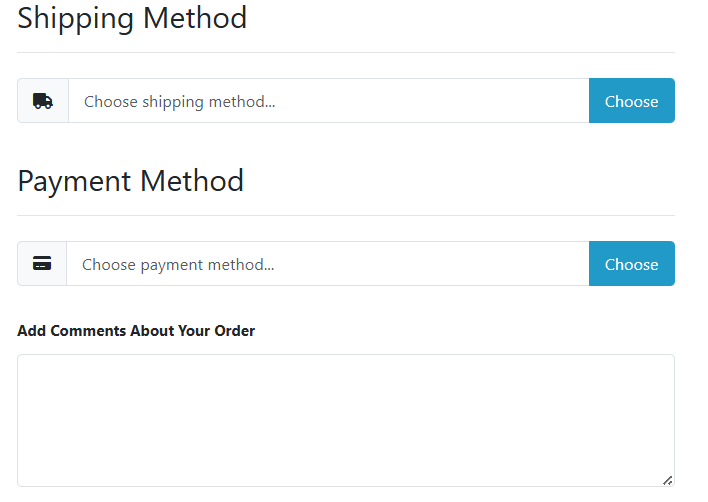 Shipping Method
Choose shipping method... Choose
Payment Method
Choose payment method... Choose
Add Comments About Your Order